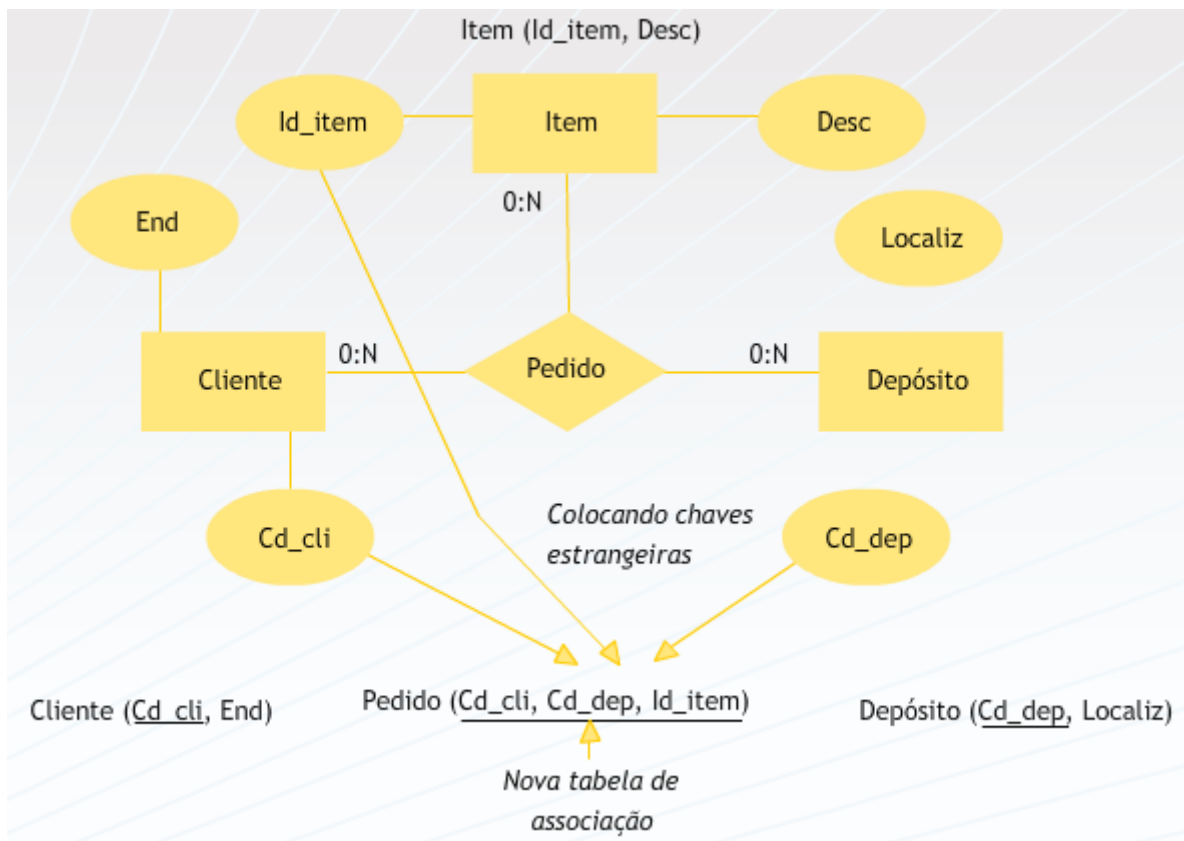 Item (Id_item, Desc)
Id_item
Item
Desc
0:N
End
Localiz
Cliente
0:N
Pedido
0:N
Depósito
Cd_cli
Colocando chaves
estrangeiras
Cd_dep
Cliente (Cd_cli, End)
Pedido (Cd_cli, Cd_dep, Id_item)
Depósito (Cd_dep, Localiz)
Nova tabela de
associação